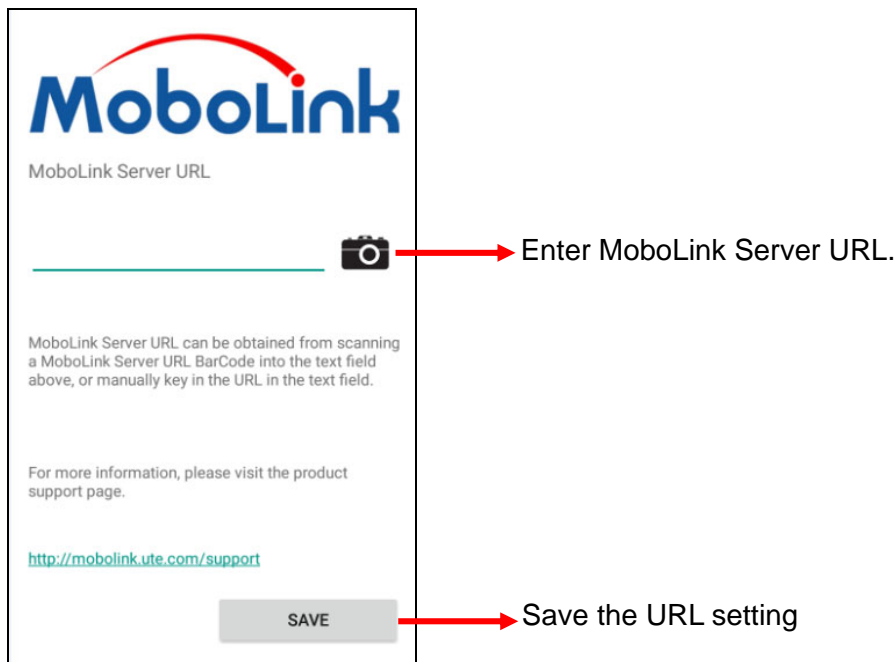 MoboLink
MoboLink Server URL
Enter MoboLink Server URL.
MoboLink Server URL can be obtained from scanning
a MoboLink Server URL BarCode into the text field
above, or manually key in the URL in the text field.
For more information, please visit the product
support page.
http://mobolink.ute.com/support
SAVE
Save the URL setting